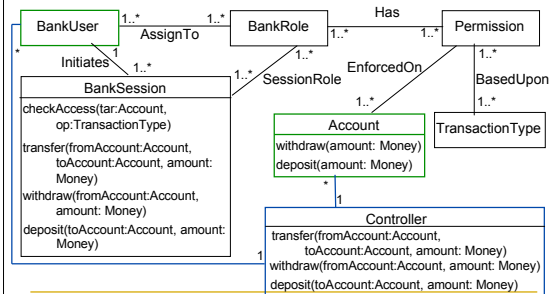 BankUser
1..*
1..*
AssignTo
BankRole
Has
1..*
1..*
Permission
*
1
Initiates
1..*
1..*
SessionRole
1..*
EnforcedOn
1..*
BasedUpon
1..*
1..*
BankSession
checkAccess(tar:Account,
op:TransactionType)
transfer(fromAccount:Account,
toAccount:Account, amount:
Money)
withdraw(fromAccount:Account,
amount: Money)
deposit(toAccount:Account, amount:
Money)
Account
withdraw(amount: Money)
deposit(amount: Money)
TransactionType
*
1
1
Controller
transfer(fromAccount:Account,
toAccount:Account, amount: Money)
withdraw(fromAccount:Account, amount: Money)
deposit(toAccount:Account, amount: Money)